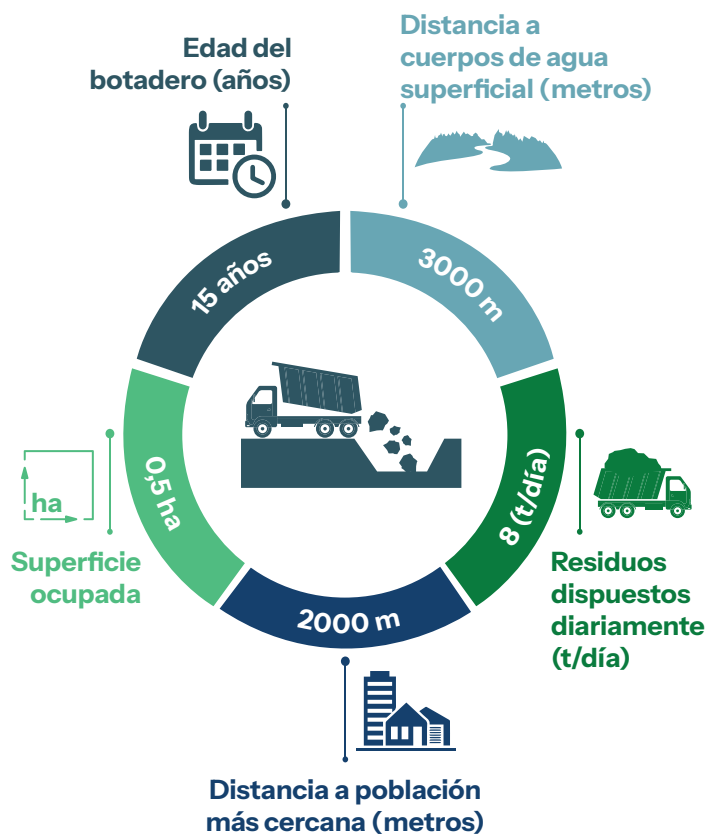 Edad del
botadero (años)
Distancia a
cuerpos de agua
superficial (metros)
15 años
3000 m
0,5 ha
8 (t/día)
2000 m
ha
Superficie
ocupada
Residuos
dispuestos
diariamente
(t/día)
Distancia a población
más cercana (metros)